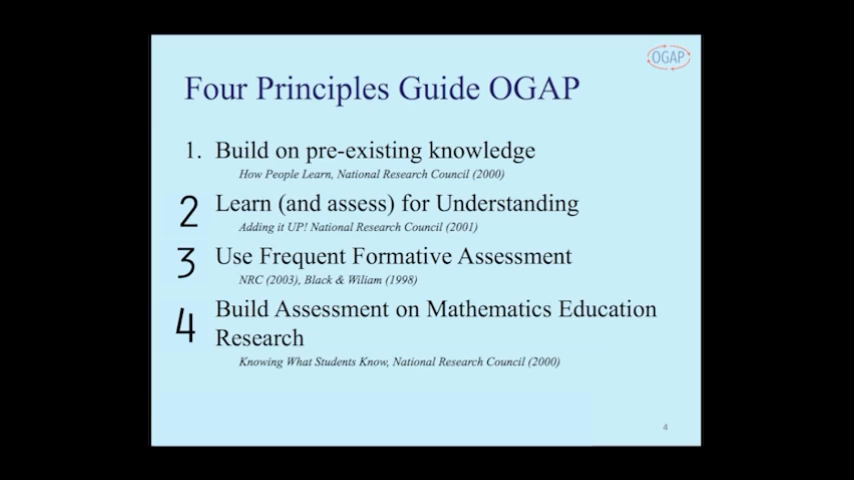 OGAP
Four Principles Guide OGAP
1. Build on pre-existing knowledge
How People Learn, National Research Council (2000)
2 Learn (and assess) for Understanding
Adding it UP! National Research Council (2001)
3 Use Frequent Formative Assessment
NRC (2003), Black & Wiliam (1998)
4 Build Assessment on Mathematics Education
Research
Knowing What Students Know, National Research Council (2000)
4